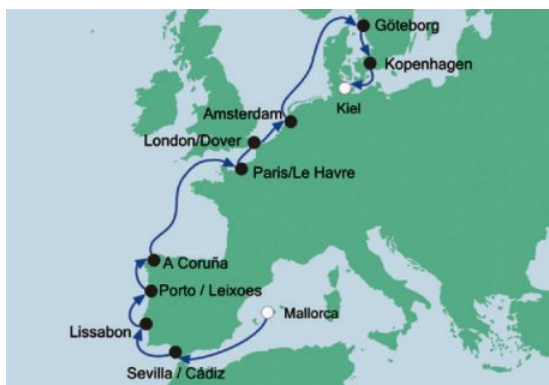 Göteborg
Kopenhagen
Kiel
Amsterdam
London/Dover
Paris/Le Havre
A Coruña
Porto / Leixoes
Mallorca
Lissabon
Sevilla / Cádiz